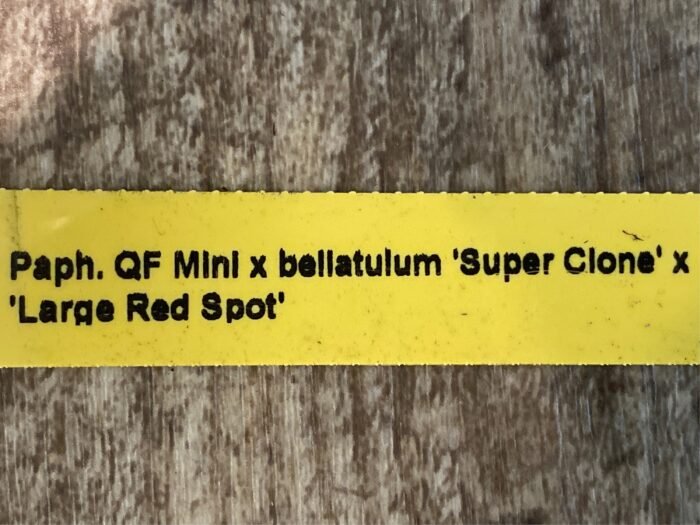 Paph. QF Mini x bellatulum 'Super Clone' x
'Large Red Spot'